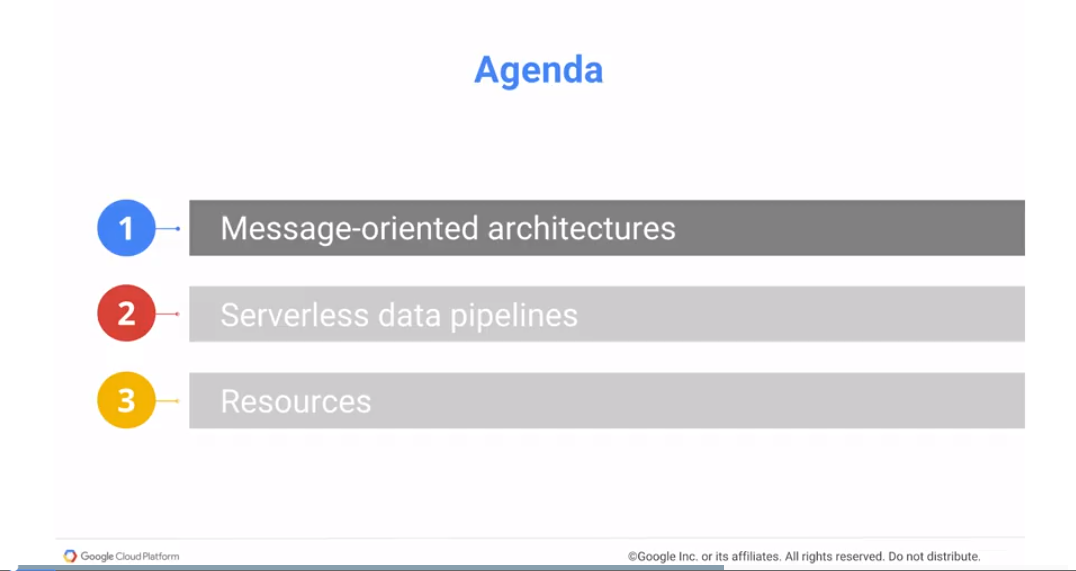 Agenda
1
Message-oriented architectures
2
Serverless data pipelines
3
Resources
Google Cloud Platform
©Google Inc. or its affiliates. All rights reserved. Do not distribute.